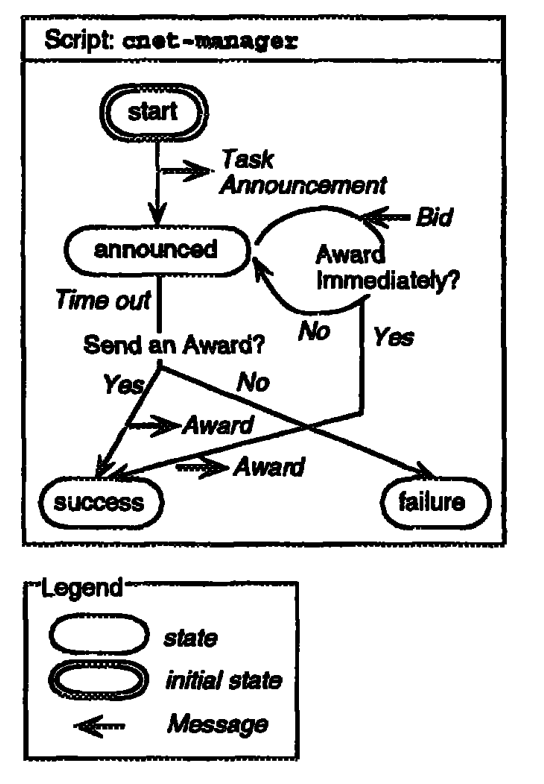 Script: cnet-manager
start
Task
Announcement
Bid
announced
Award
Immediately?
Time out
No
Yes
Send an Award?
Yes
No
Award
Award
success
failure
Legend
state
initial state
Message